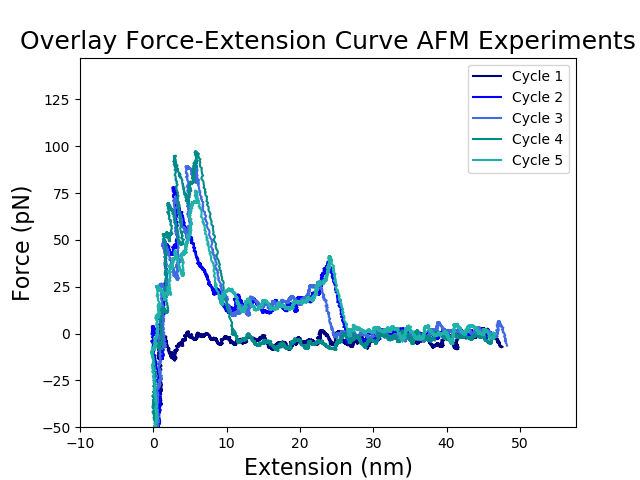 Overlay Force-Extension Curve AFM Experiments
Cycle 1
Cycle 2
Cycle 3
Cycle 4
Cycle 5
Force (pN)
125
100
75
50
25
0
−25
−50
−10
0
10
20
30
40
50
Extension (nm)